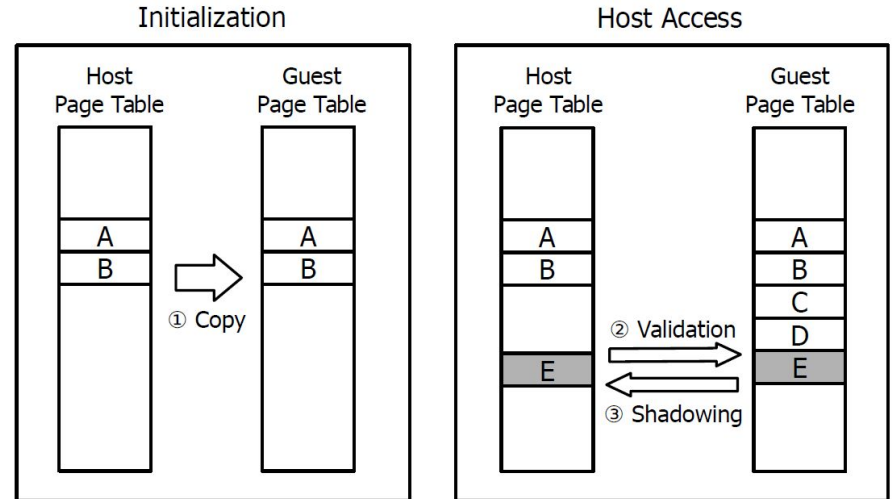 Initialization
Host
Page Table
Guest
Page Table
A
B
A
B
① Copy
Host Access
Host
Page Table
Guest
Page Table
A
B
E
A
B
C
D
E
② Validation
③ Shadowing